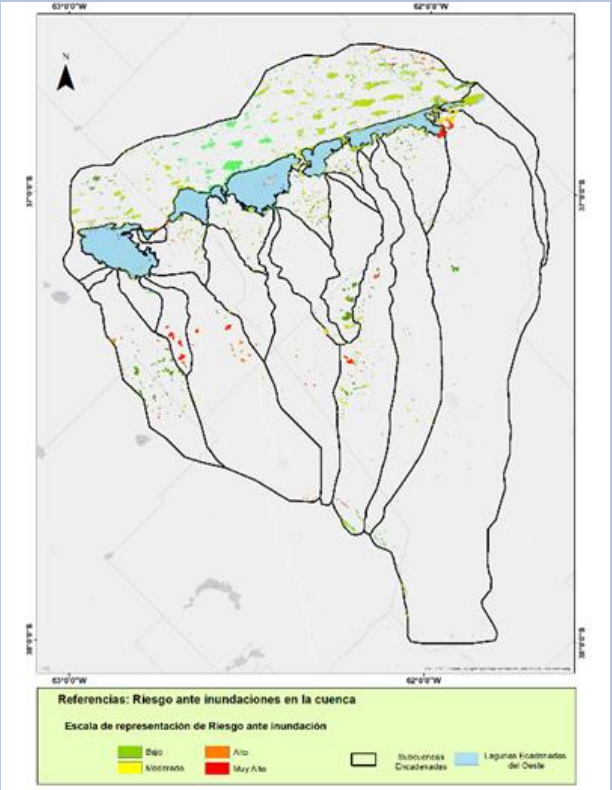 63°0'0"W
62°0'0"W
N
37°0'0"S
37°0'0"S
38°0'0"S
38°0'0"S
63°0'0"W
62°0'0"W
Referencias: Riesgo ante inundaciones en la cuenca
Escala de representación de Riesgo ante inundación
Bajo
Alto
Moderado
Muy Alto
Subcuencas
Encadenadas
Lagunas Ecadenadas
del Oeste